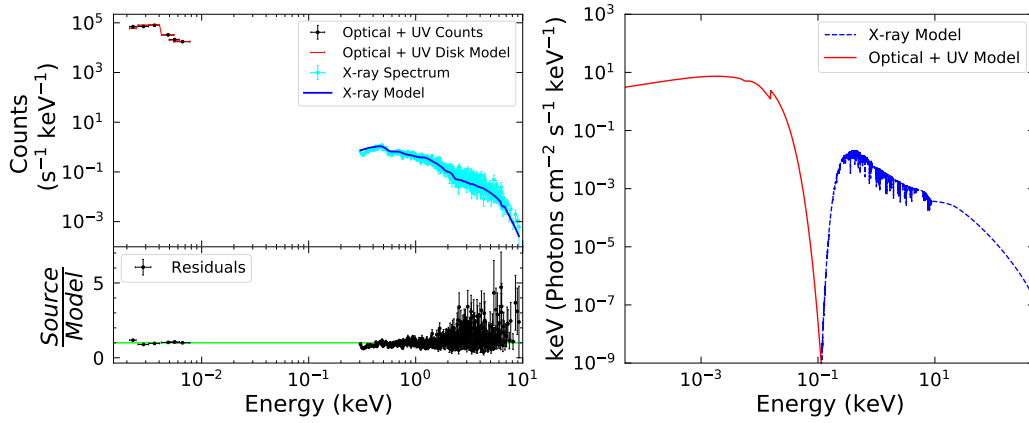 10^5
10^3
10^1
10^−1
10^−3
Counts
(s^−1 keV^−1)
Optical + UV Counts
Optical + UV Disk Model
X-ray Spectrum
X-ray Model
5
0
Source
Model
Residuals
10^−2
10^−1
10^0
10^1
Energy (keV)
10^3
10^1
10^−1
10^−3
10^−5
10^−7
10^−9
keV (Photons cm^−2 s^−1 keV^−1)
X-ray Model
Optical + UV Model
10^−3
10^−1
10^1
Energy (keV)